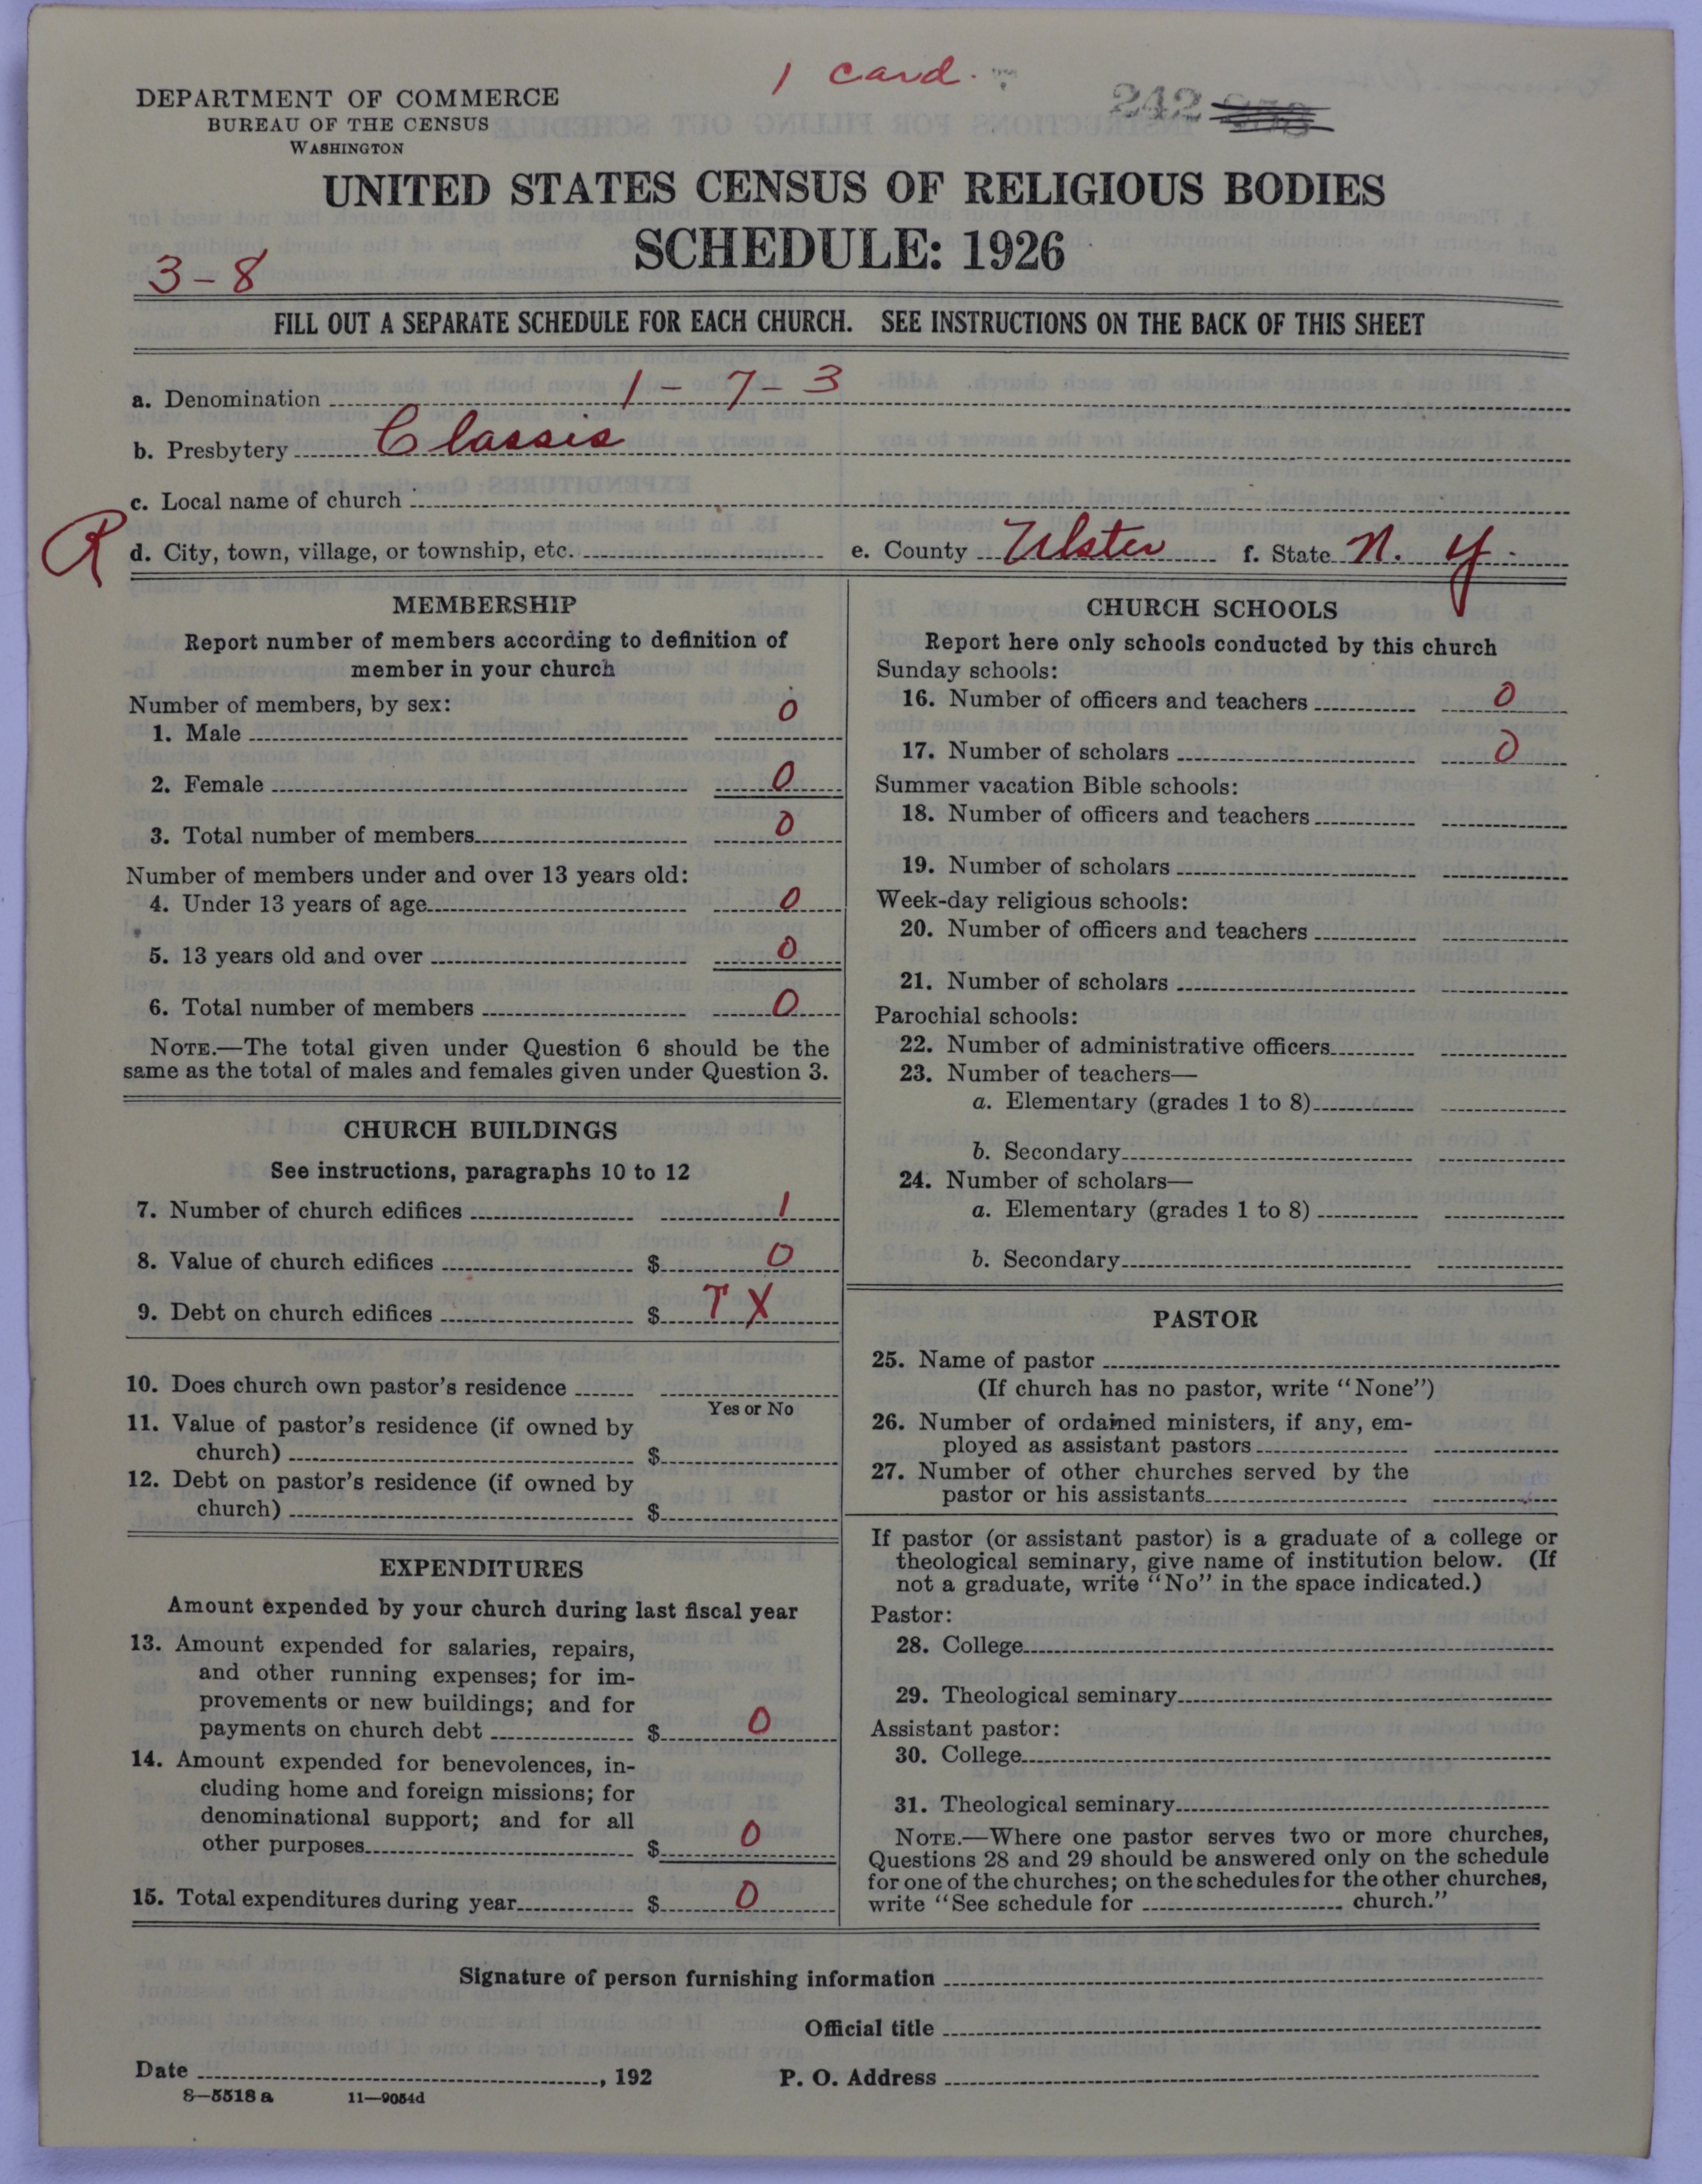 1 card.
DEPARTMENT OF COMMERCE
BUREAU OF THE CENSUS
WASHINGTON
242
UNITED STATES CENSUS OF RELIGIOUS BODIES
SCHEDULE: 1926
3-8
FILL OUT A SEPARATE SCHEDULE FOR EACH CHURCH. SEE INSTRUCTIONS ON THE BACK OF THIS SHEET
a. Denomination 1-7-3
b. Presbytery Classis
c. Local name of church
R
d. City, town, village, or township, etc. e. County Ulster f. State N. Y.
MEMBERSHIP
Report number of members according to definition of
member in your church
Number of members, by sex:
1. Male 0
2. Female 0
3. Total number of members 0
Number of members under and over 13 years old:
4. Under 13 years of age 0
5. 13 years old and over 0
6. Total number of members 0
NOTE.—The total given under Question 6 should be the
same as the total of males and females given under Question 3.
CHURCH BUILDINGS
See instructions, paragraphs 10 to 12
7. Number of church edifices 1
8. Value of church edifices $ 0
9. Debt on church edifices $ TX
10. Does church own pastor's residence
Yes or No
11. Value of pastor's residence (if owned by
church) $
12. Debt on pastor's residence (if owned by
church) $
EXPENDITURES
Amount expended by your church during last fiscal year
13. Amount expended for salaries, repairs,
and other running expenses; for im-
provements or new buildings; and for
payments on church debt $ 0
14. Amount expended for benevolences, in-
cluding home and foreign missions; for
denominational support; and for all
other purposes $ 0
15. Total expenditures during year $ 0
CHURCH SCHOOLS
Report here only schools conducted by this church
Sunday schools:
16. Number of officers and teachers 0
17. Number of scholars 0
Summer vacation Bible schools:
18. Number of officers and teachers
19. Number of scholars
Week-day religious schools:
20. Number of officers and teachers
21. Number of scholars
Parochial schools:
22. Number of administrative officers
23. Number of teachers—
a. Elementary (grades 1 to 8)
b. Secondary
24. Number of scholars—
a. Elementary (grades 1 to 8)
b. Secondary
PASTOR
25. Name of pastor
(If church has no pastor, write "None")
26. Number of ordained ministers, if any, em-
ployed as assistant pastors
27. Number of other churches served by the
pastor or his assistants
If pastor (or assistant pastor) is a graduate of a college or
theological seminary, give name of institution below. (If
not a graduate, write "No" in the space indicated.)
Pastor:
28. College
29. Theological seminary
Assistant pastor:
30. College
31. Theological seminary
NOTE.—Where one pastor serves two or more churches,
Questions 28 and 29 should be answered only on the schedule
for one of the churches; on the schedules for the other churches,
write "See schedule for church."
Signature of person furnishing information
Official title
Date , 192 P. O. Address
8—5518 a 11—9054d